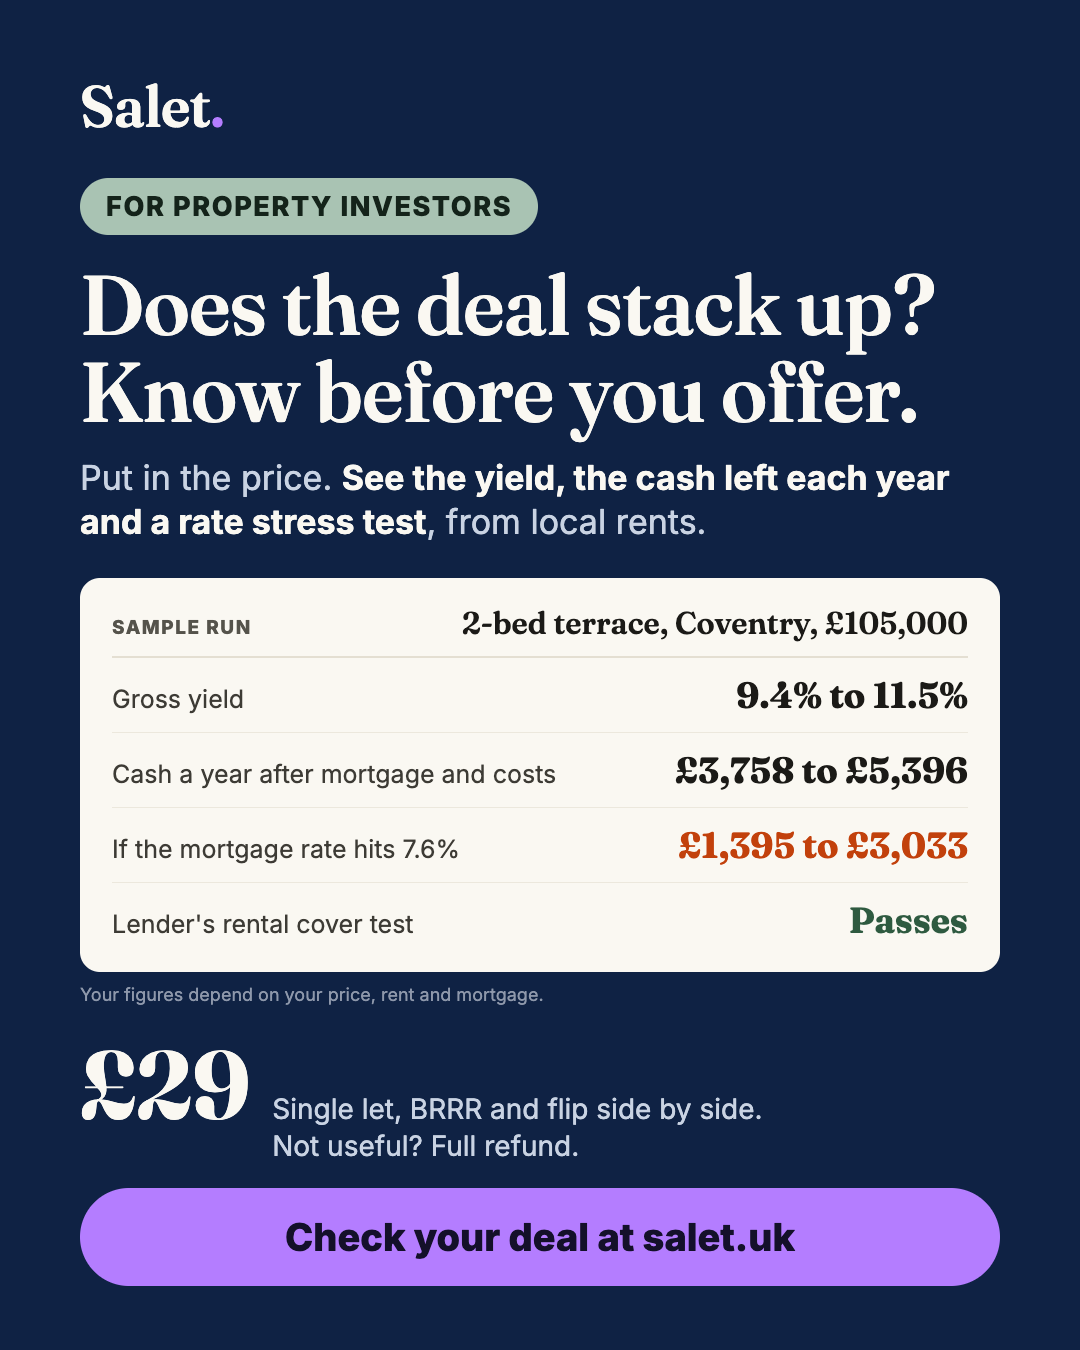 Salet.
FOR PROPERTY INVESTORS
Does the deal stack up?
Know before you offer.
Put in the price. See the yield, the cash left each year
and a rate stress test, from local rents.
SAMPLE RUN 2-bed terrace, Coventry, £105,000
Gross yield 9.4% to 11.5%
Cash a year after mortgage and costs £3,758 to £5,396
If the mortgage rate hits 7.6% £1,395 to £3,033
Lender's rental cover test Passes
Your figures depend on your price, rent and mortgage.
£29
Single let, BRRR and flip side by side.
Not useful? Full refund.
Check your deal at salet.uk